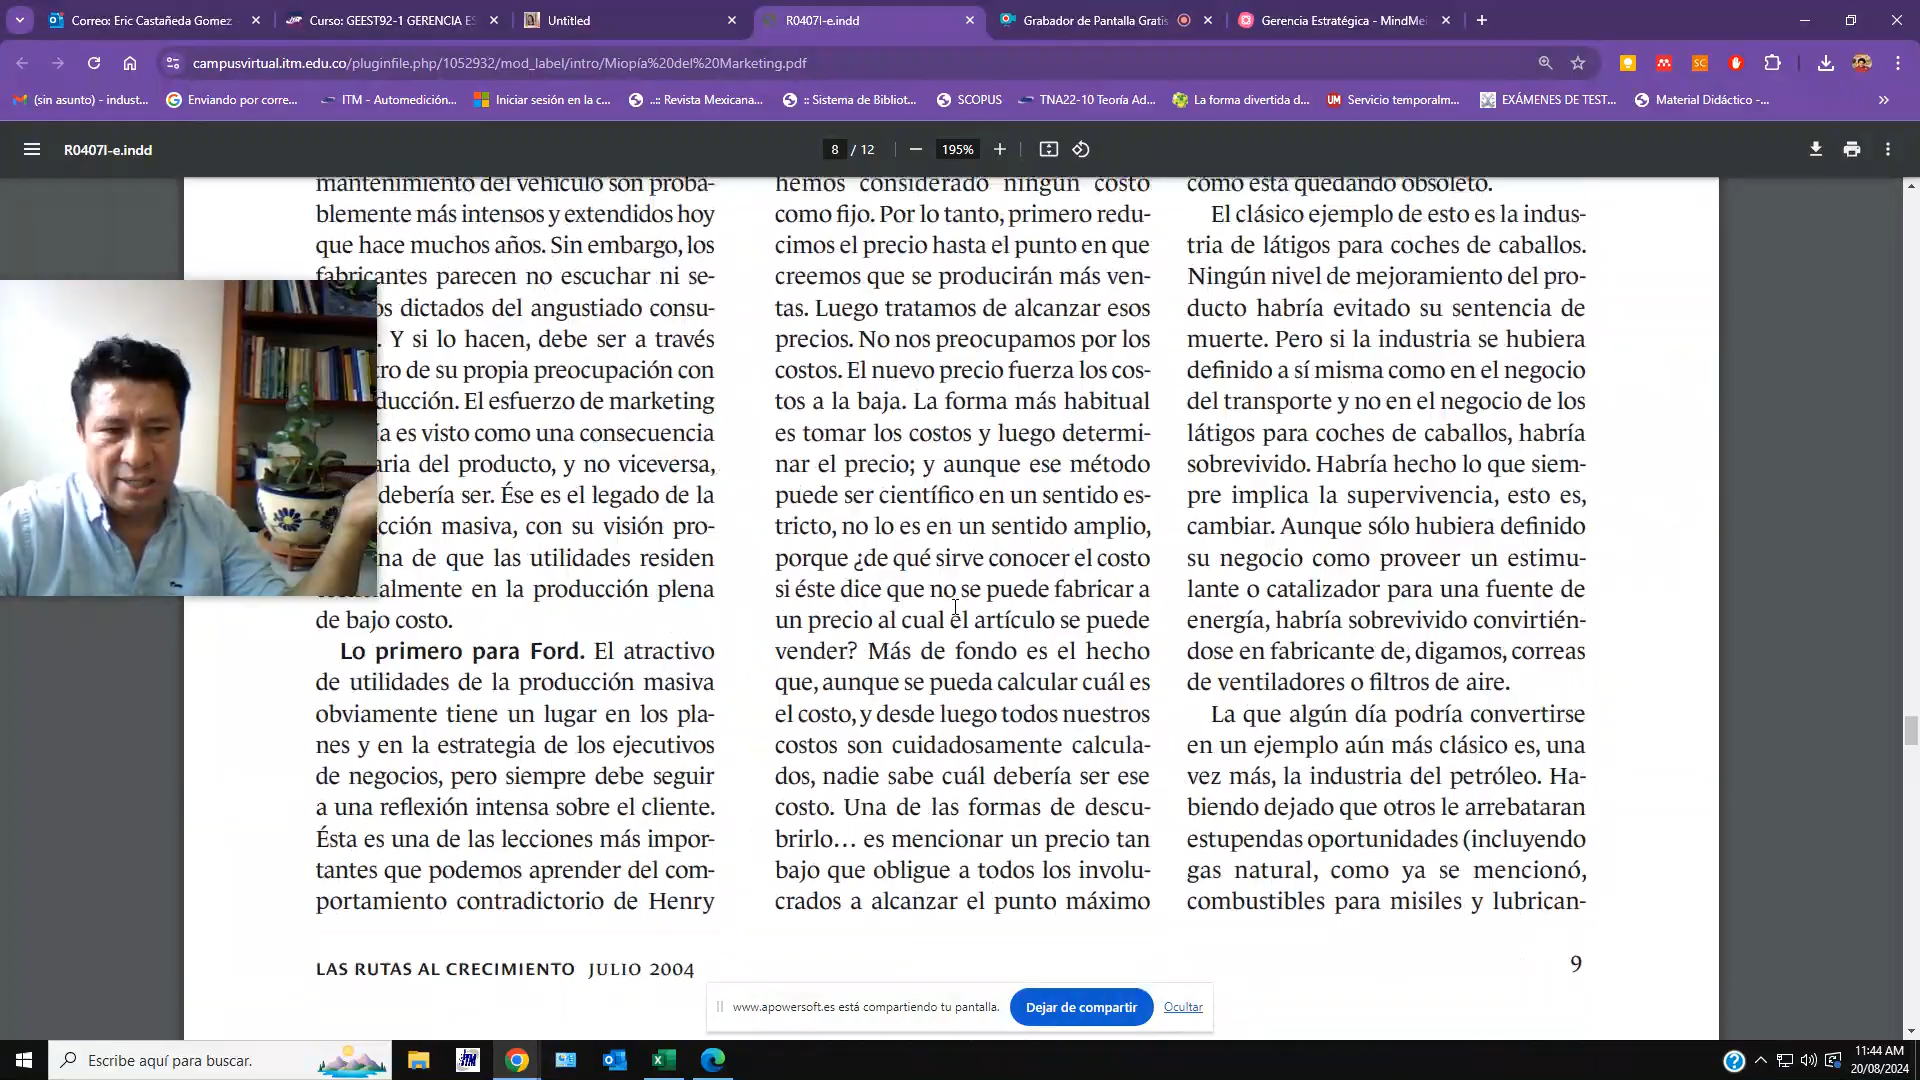 Correo: Eric Castañeda Gomez
Curso: GEEST92-1 GERENCIA ES
Untitled
R0407l-e.indd
Grabador de Pantalla Gratis
Gerencia Estratégica - MindMei
campusvirtual.itm.edu.co/pluginfile.php/1052932/mod_label/intro/Miopía%20del%20Marketing.pdf
(sin asunto) - indust...
Enviando por corre...
ITM - Automedición...
Iniciar sesión en la c...
..:: Revista Mexicana...
:: Sistema de Bibliot...
SCOPUS
TNA22-10 Teoría Ad...
La forma divertida d...
UM Servicio temporalm...
EXÁMENES DE TEST...
Material Didáctico -...
R0407l-e.indd
8 / 12
195%
mantenimiento del vehículo son proba-
blemente más intensos y extendidos hoy
que hace muchos años. Sin embargo, los
fabricantes parecen no escuchar ni se-
os dictados del angustiado consu-
Y si lo hacen, debe ser a través
tro de su propia preocupación con
ducción. El esfuerzo de marketing
ía es visto como una consecuencia
aria del producto, y no viceversa,
debería ser. Ése es el legado de la
cción masiva, con su visión pro-
na de que las utilidades residen
almente en la producción plena
de bajo costo.
Lo primero para Ford. El atractivo
de utilidades de la producción masiva
obviamente tiene un lugar en los pla-
nes y en la estrategia de los ejecutivos
de negocios, pero siempre debe seguir
a una reflexión intensa sobre el cliente.
Ésta es una de las lecciones más impor-
tantes que podemos aprender del com-
portamiento contradictorio de Henry
hemos considerado ningún costo
como fijo. Por lo tanto, primero redu-
cimos el precio hasta el punto en que
creemos que se producirán más ven-
tas. Luego tratamos de alcanzar esos
precios. No nos preocupamos por los
costos. El nuevo precio fuerza los cos-
tos a la baja. La forma más habitual
es tomar los costos y luego determi-
nar el precio; y aunque ese método
puede ser científico en un sentido es-
tricto, no lo es en un sentido amplio,
porque ¿de qué sirve conocer el costo
si éste dice que no se puede fabricar a
un precio al cual el artículo se puede
vender? Más de fondo es el hecho
que, aunque se pueda calcular cuál es
el costo, y desde luego todos nuestros
costos son cuidadosamente calcula-
dos, nadie sabe cuál debería ser ese
costo. Una de las formas de descu-
brirlo… es mencionar un precio tan
bajo que obligue a todos los involu-
crados a alcanzar el punto máximo
cómo está quedando obsoleto.
El clásico ejemplo de esto es la indus-
tria de látigos para coches de caballos.
Ningún nivel de mejoramiento del pro-
ducto habría evitado su sentencia de
muerte. Pero si la industria se hubiera
definido a sí misma como en el negocio
del transporte y no en el negocio de los
látigos para coches de caballos, habría
sobrevivido. Habría hecho lo que siem-
pre implica la supervivencia, esto es,
cambiar. Aunque sólo hubiera definido
su negocio como proveer un estimu-
lante o catalizador para una fuente de
energía, habría sobrevivido convirtién-
dose en fabricante de, digamos, correas
de ventiladores o filtros de aire.
La que algún día podría convertirse
en un ejemplo aún más clásico es, una
vez más, la industria del petróleo. Ha-
biendo dejado que otros le arrebataran
estupendas oportunidades (incluyendo
gas natural, como ya se mencionó,
combustibles para misiles y lubrican-
LAS RUTAS AL CRECIMIENTO JULIO 2004
9
www.apowersoft.es está compartiendo tu pantalla.
Dejar de compartir
Ocultar
Escribe aquí para buscar.
11:44 AM
20/08/2024